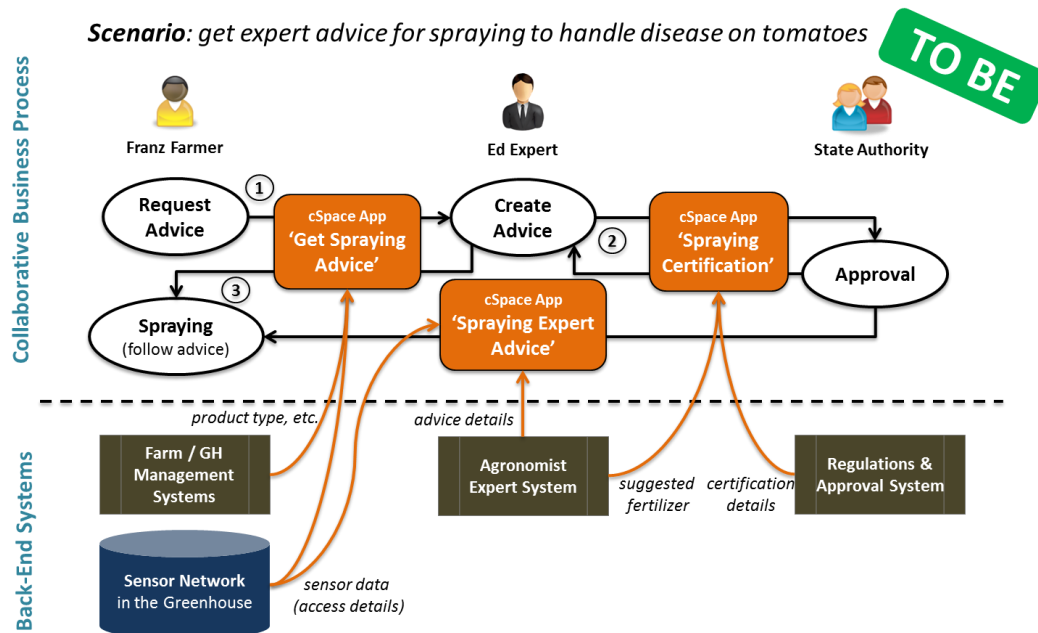 Scenario: get expert advice for spraying to handle disease on tomatoes
TO BE
Collaborative Business Process
Franz Farmer
Ed Expert
State Authority
Request
Advice
1
cSpace App
‘Get Spraying
Advice’
Create
Advice
2
cSpace App
‘Spraying
Certification’
Approval
3
Spraying
(follow advice)
cSpace App
‘Spraying Expert
Advice’
Back-End Systems
product type, etc.
advice details
Farm / GH
Management
Systems
Agronomist
Expert System
suggested
fertilizer
certification
details
Regulations &
Approval System
Sensor Network
in the Greenhouse
sensor data
(access details)